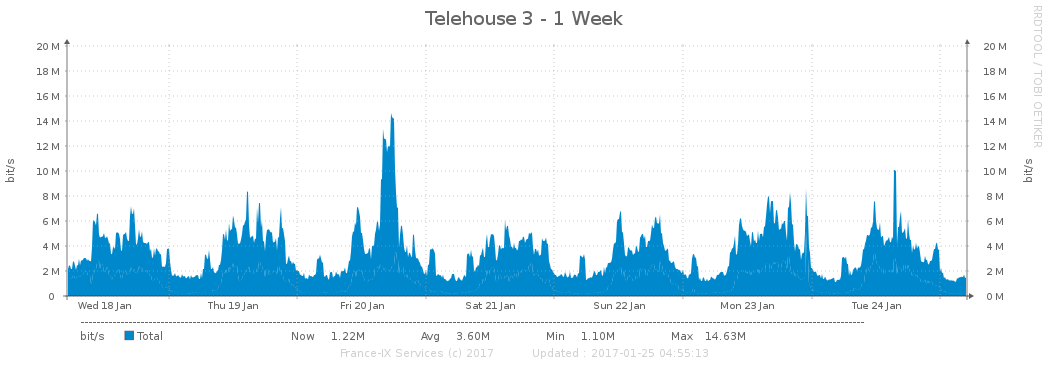 Telehouse 3 - 1 Week
RRDTOOL / TOBI OETIKER
bit/s
bit/s
20 M 20 M
18 M 18 M
16 M 16 M
14 M 14 M
12 M 12 M
10 M 10 M
8 M 8 M
6 M 6 M
4 M 4 M
2 M 2 M
0 0 M
Wed 18 Jan Thu 19 Jan Fri 20 Jan Sat 21 Jan Sun 22 Jan Mon 23 Jan Tue 24 Jan
bit/s Total Now 1.22M Avg 3.60M Min 1.10M Max 14.63M
France-IX Services (c) 2017 Updated : 2017-01-25 04:55:13